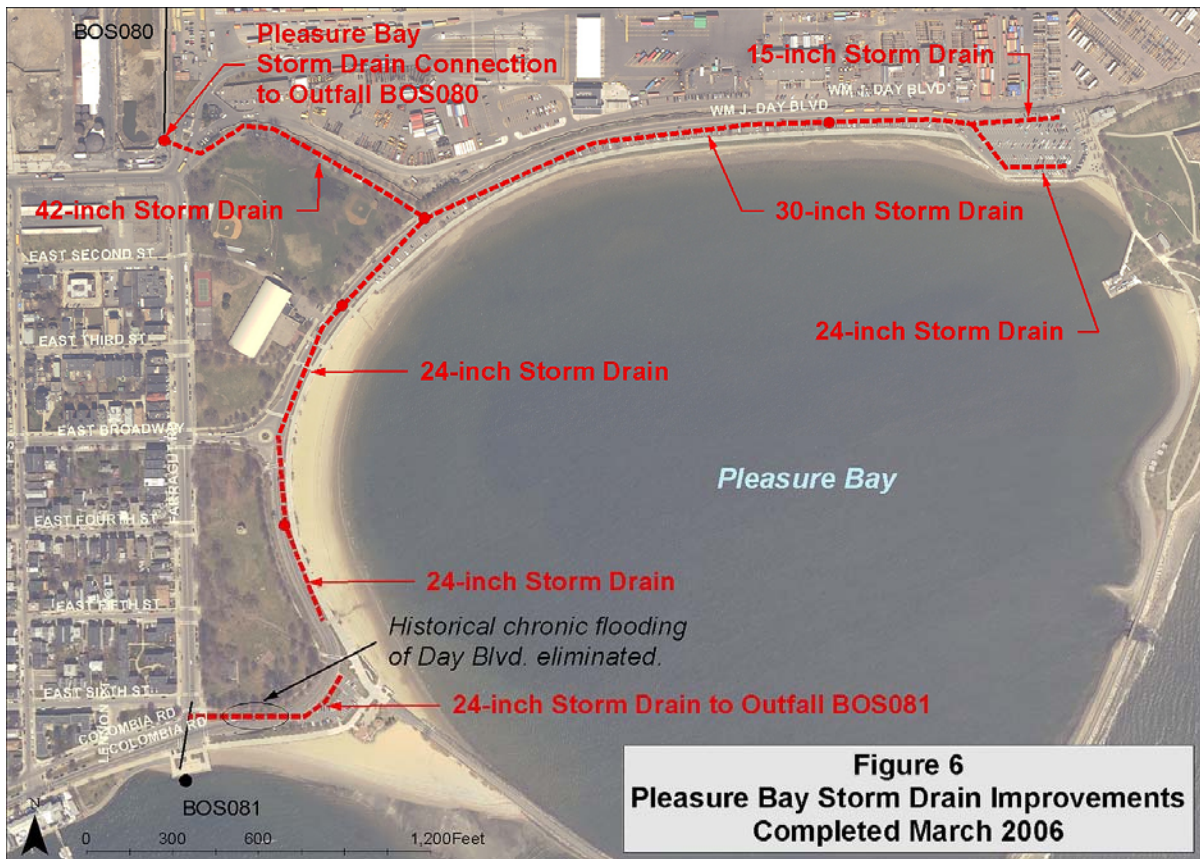 BOS080
Pleasure Bay
Storm Drain Connection
to Outfall BOS080
15-inch Storm Drain
WM J. DAY BLVD
WM J. DAY BLVD
42-inch Storm Drain
30-inch Storm Drain
EAST SECOND ST
24-inch Storm Drain
EAST THIRD ST
24-inch Storm Drain
EAST BROADWAY
FARRAGUT RD
Pleasure Bay
EAST FOURTH ST
24-inch Storm Drain
EAST FIFTH ST
Historical chronic flooding
of Day Blvd. eliminated.
EAST SIXTH ST
24-inch Storm Drain to Outfall BOS081
COLOMBIA RD
COLOMBIA RD
BOS081
N
0 300 600 1,200Feet
Figure 6
Pleasure Bay Storm Drain Improvements
Completed March 2006